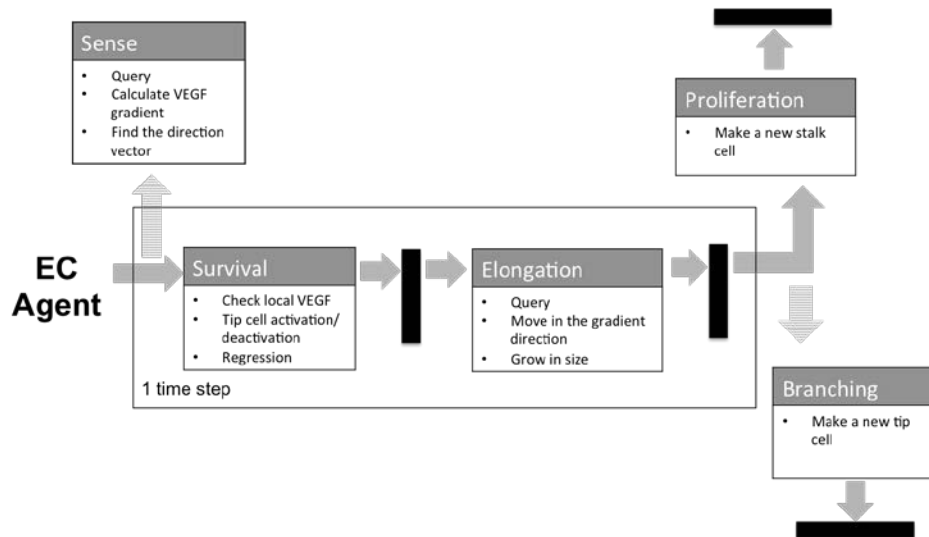 Sense
• Query
• Calculate VEGF
gradient
• Find the direction
vector
Proliferation
• Make a new stalk
cell
EC
Agent
Survival
• Check local VEGF
• Tip cell activation/
deactivation
• Regression
Elongation
• Query
• Move in the gradient
direction
• Grow in size
1 time step
Branching
• Make a new tip
cell